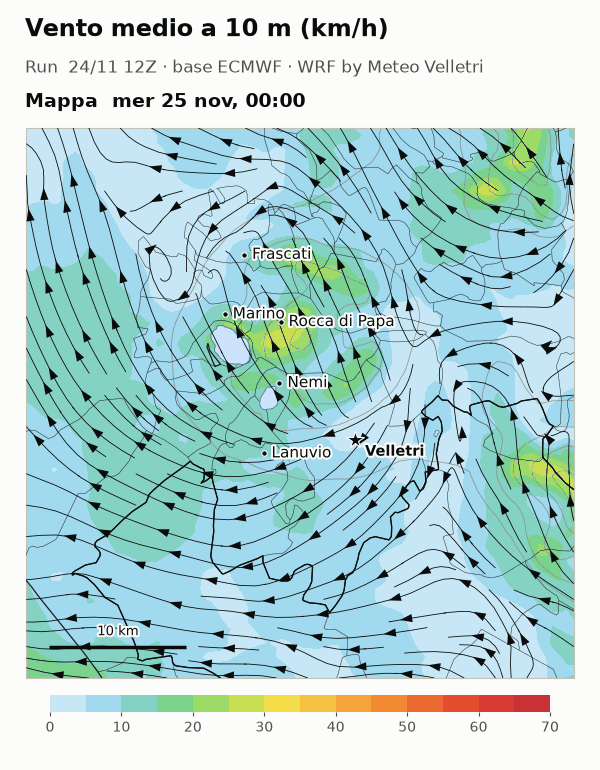 Vento medio a 10 m (km/h)
Run  24/11 12Z · base ECMWF · WRF by Meteo Velletri
Mappa  mer 25 nov, 00:00
Frascati
Marino
Rocca di Papa
Nemi
Velletri
Lanuvio
10 km
0 10 20 30 40 50 60 70